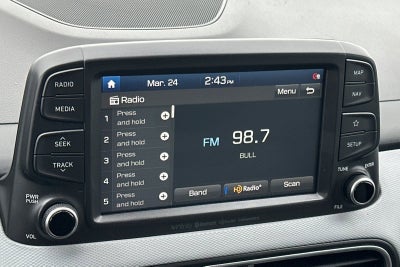 Mar. 24
2:43PM
Radio
Menu
RADIO
MEDIA
SEEK
TRACK
PWR
PUSH
VOL
1 Press and hold
2 Press and hold
3 Press and hold
4 Press and hold
5 Press and hold
FM 98.7
BULL
Band
HD Radio
Scan
MAP
NAV
SETUP
TUNE
ENTER
FILE